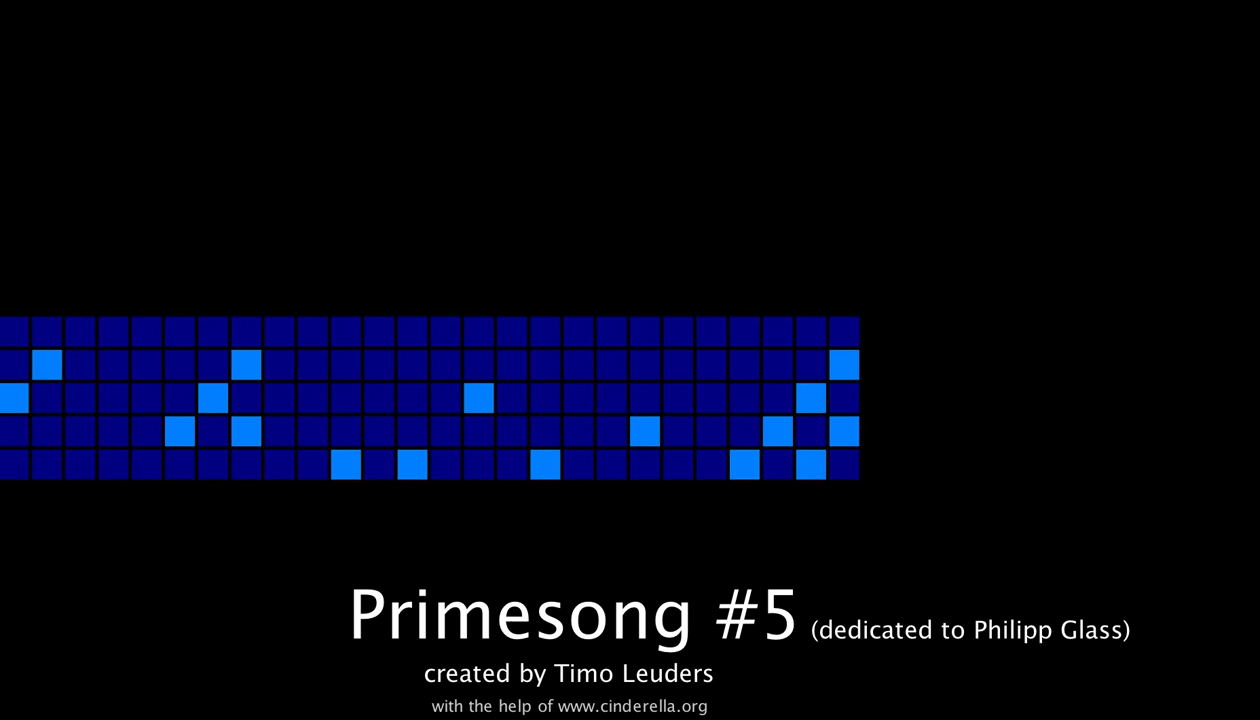 Primesong #5 (dedicated to Philipp Glass)
created by Timo Leuders
with the help of www.cinderella.org